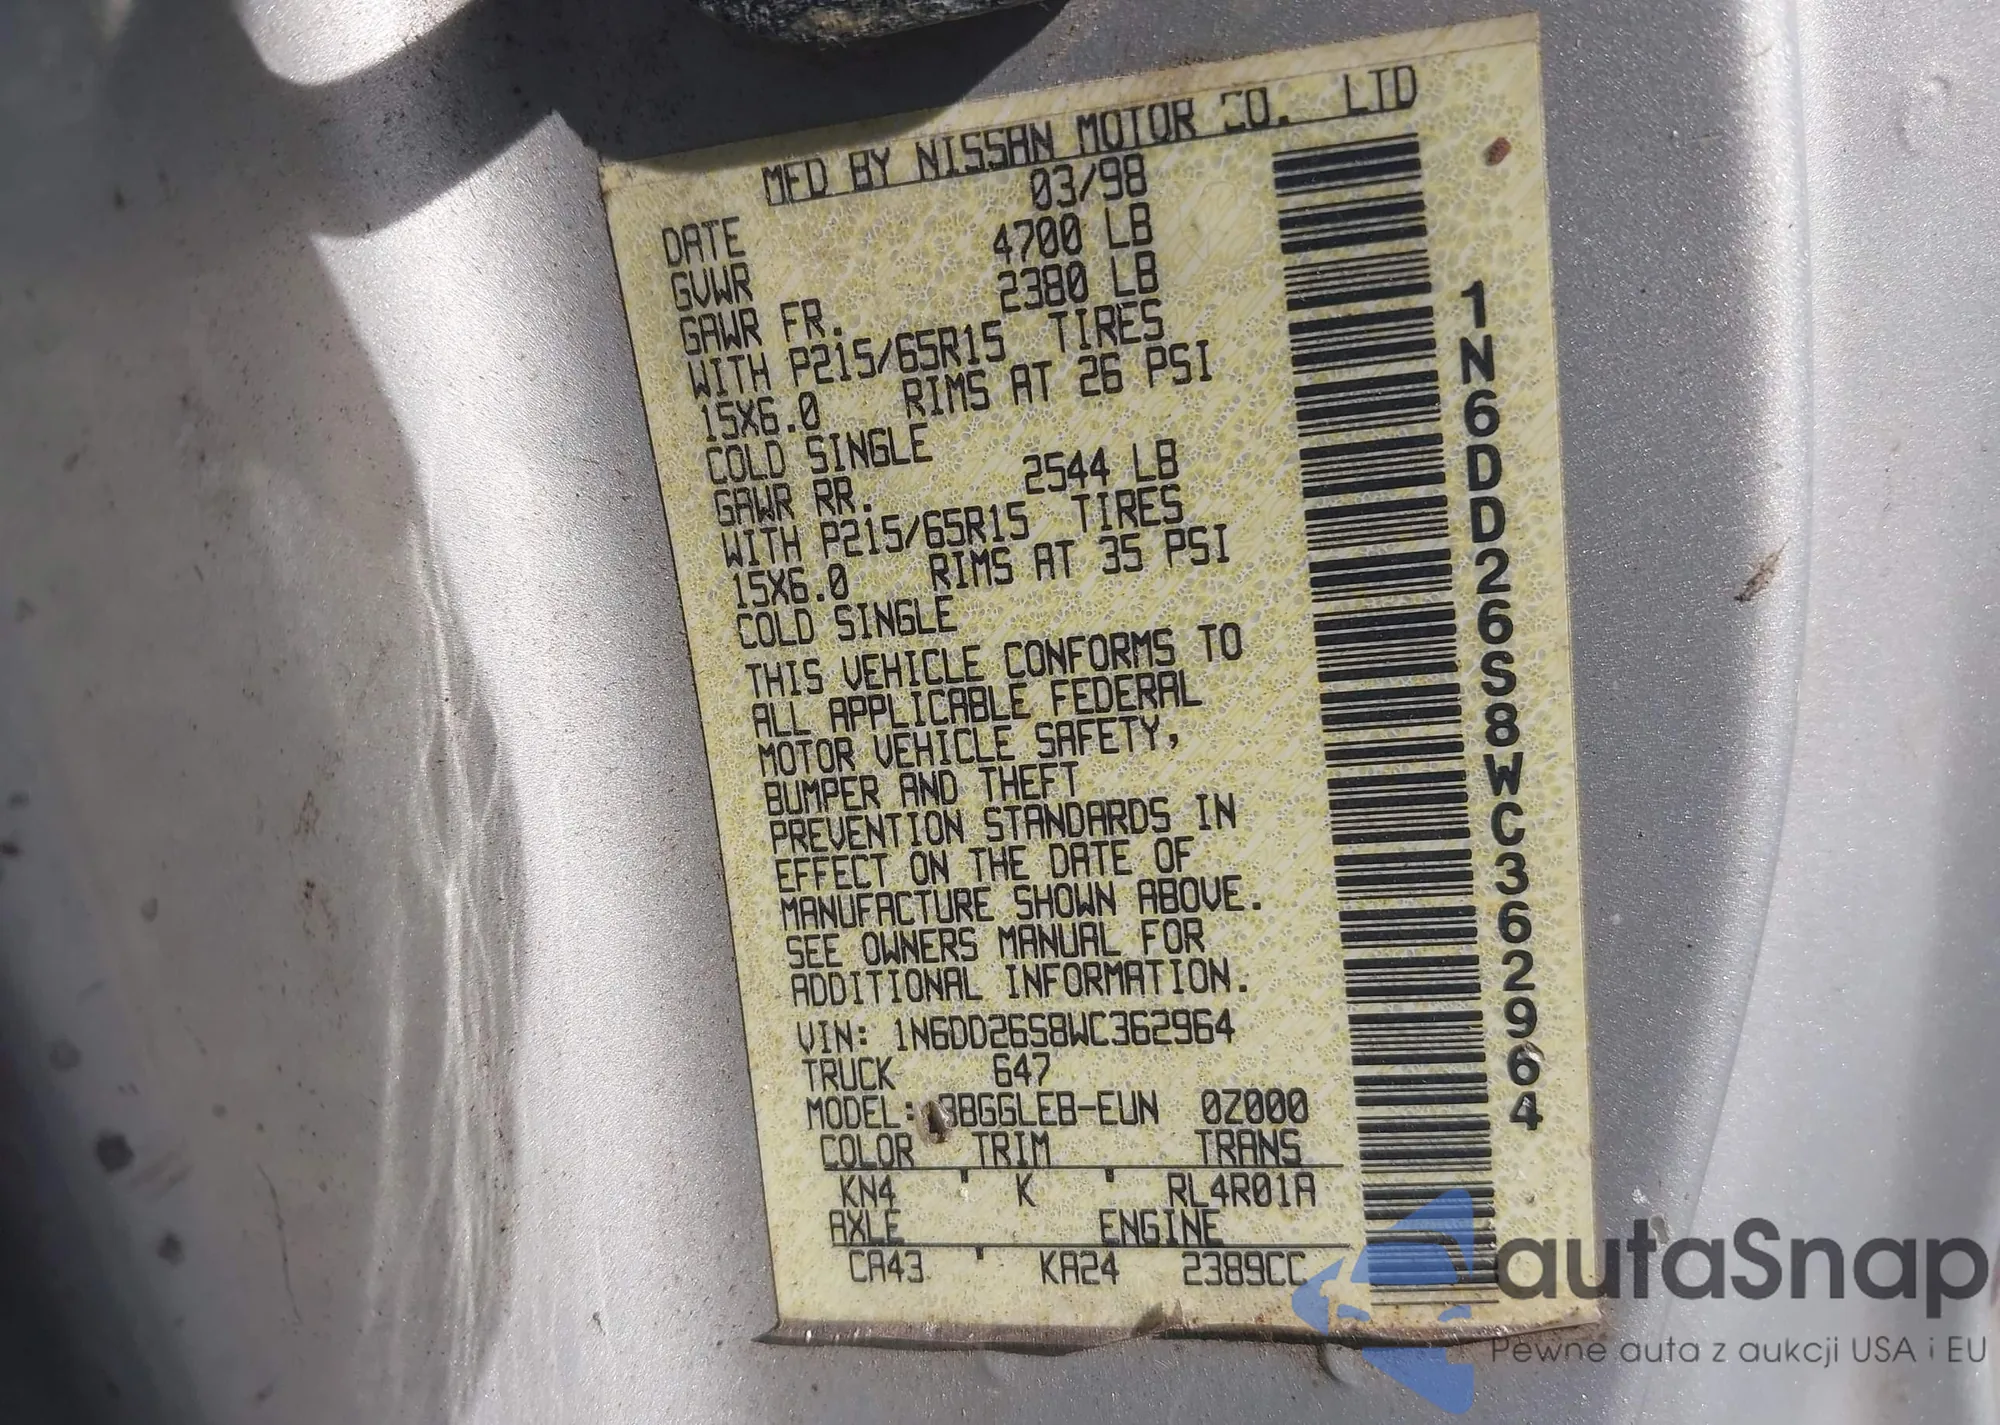 MFD BY NISSAN MOTOR CO. LTD
DATE 03/98
GVWR 4700 LB
GAWR FR. 2380 LB
WITH P215/65R15 TIRES
15X6.0 RIMS AT 26 PSI
COLD SINGLE
GAWR RR. 2544 LB
WITH P215/65R15 TIRES
15X6.0 RIMS AT 35 PSI
COLD SINGLE
THIS VEHICLE CONFORMS TO
ALL APPLICABLE FEDERAL
MOTOR VEHICLE SAFETY,
BUMPER AND THEFT
PREVENTION STANDARDS IN
EFFECT ON THE DATE OF
MANUFACTURE SHOWN ABOVE.
SEE OWNERS MANUAL FOR
ADDITIONAL INFORMATION.
VIN: 1N6DD26S8WC362964
TRUCK 647
MODEL: 0Z000
COLOR TRIM TRANS
KN4 K RL4R01A
AXLE ENGINE
CA43 KA24 2389CC
1N6DD26S8WC362964
autaSnap
Pewne auta z aukcji USA i EU